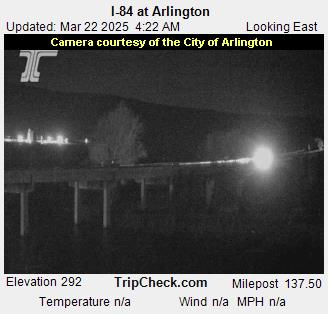 I-84 at Arlington
Updated: Mar 22 2025 4:22 AM Looking East
Camera courtesy of the City of Arlington
Elevation 292 TripCheck.com Milepost 137.50
Temperature n/a Wind n/a MPH n/a